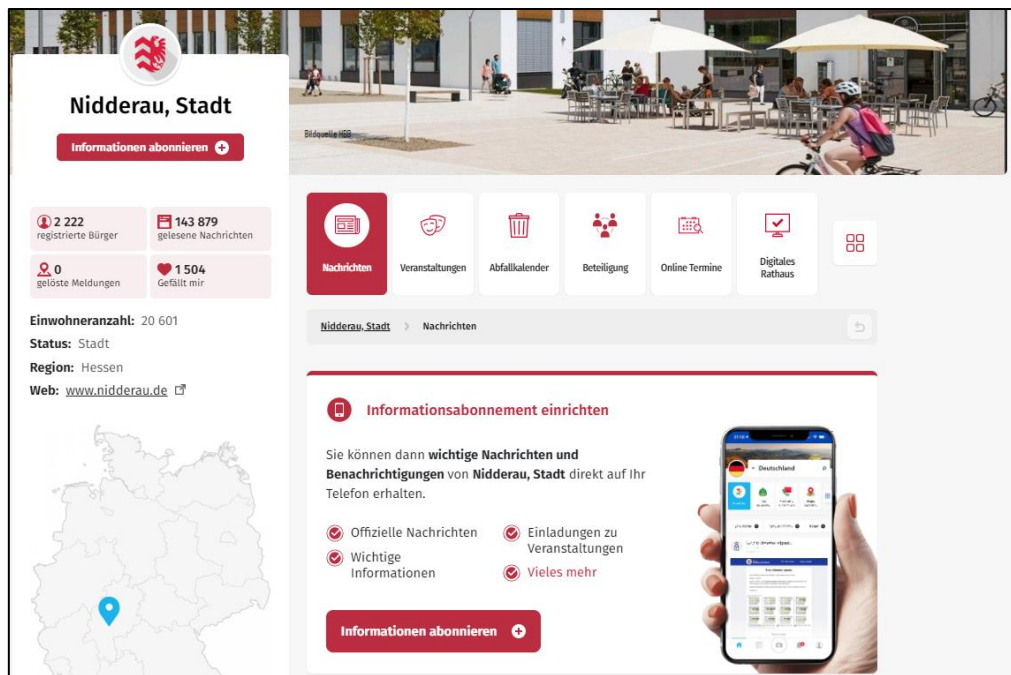 Nidderau, Stadt
Informationen abonnieren
Bildquelle HBB
2 222
registrierte Bürger
143 879
gelesene Nachrichten
0
gelöste Meldungen
1 504
Gefällt mir
Einwohneranzahl: 20 601
Status: Stadt
Region: Hessen
Web: www.nidderau.de
Nachrichten
Veranstaltungen
Abfallkalender
Beteiligung
Online Termine
Digitales
Rathaus
Nidderau, Stadt > Nachrichten
Informationsabonnement einrichten
Sie können dann wichtige Nachrichten und
Benachrichtigungen von Nidderau, Stadt direkt auf Ihr
Telefon erhalten.
Offizielle Nachrichten
Wichtige
Informationen
Einladungen zu
Veranstaltungen
Vieles mehr
Informationen abonnieren
Deutschland